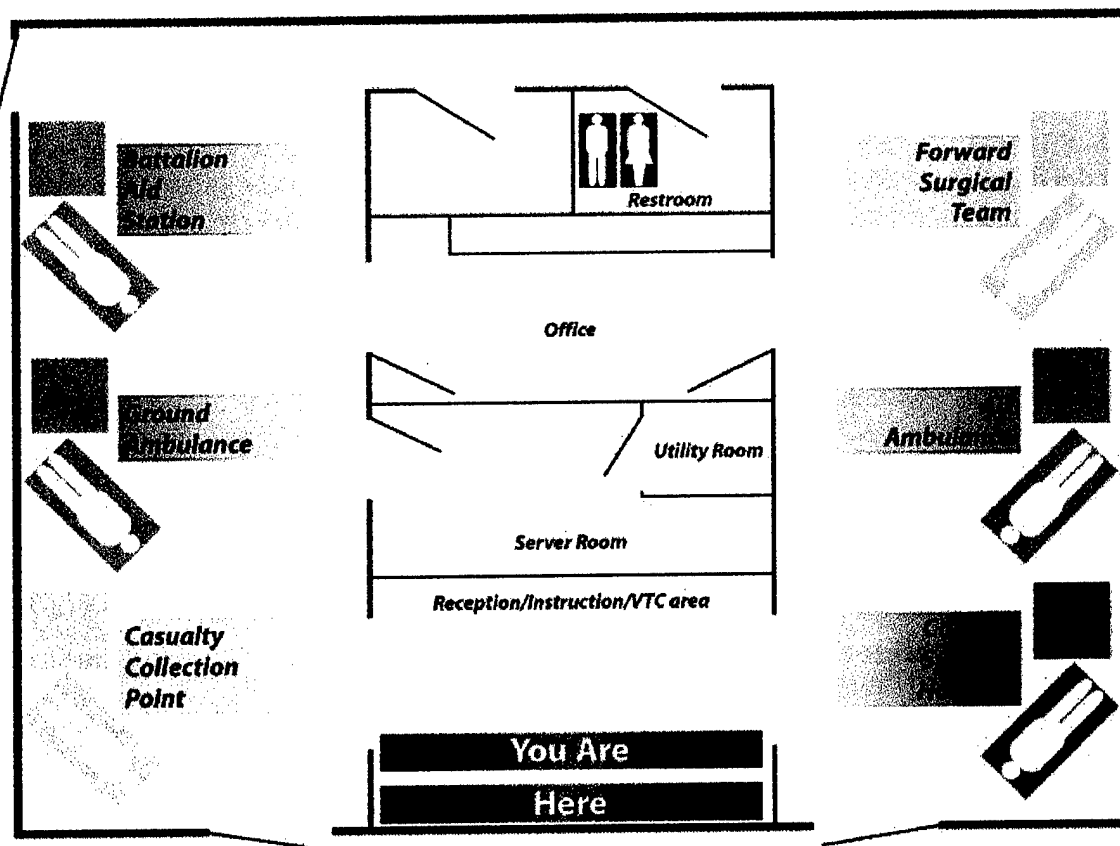 Battalion
Aid
Station
Restroom
Forward
Surgical
Team
Office
Ground
Ambulance
Utility Room
Ambulance
Server Room
Reception/Instruction/VTC area
Casualty
Collection
Point
You Are
Here